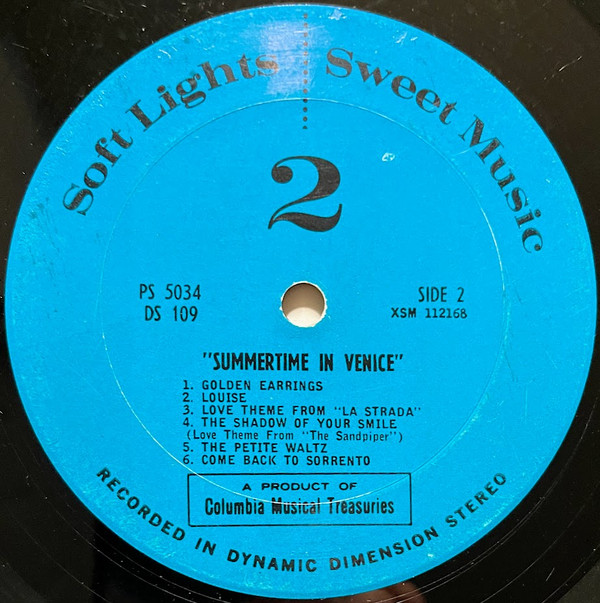 Soft Lights Sweet Music
2
PS 5034
DS 109
SIDE 2
XSM 112168
"SUMMERTIME IN VENICE"
1. GOLDEN EARRINGS
2. LOUISE
3. LOVE THEME FROM "LA STRADA"
4. THE SHADOW OF YOUR SMILE
(Love Theme From "The Sandpiper")
5. THE PETITE WALTZ
6. COME BACK TO SORRENTO
A PRODUCT OF
Columbia Musical Treasuries
RECORDED IN DYNAMIC DIMENSION STEREO